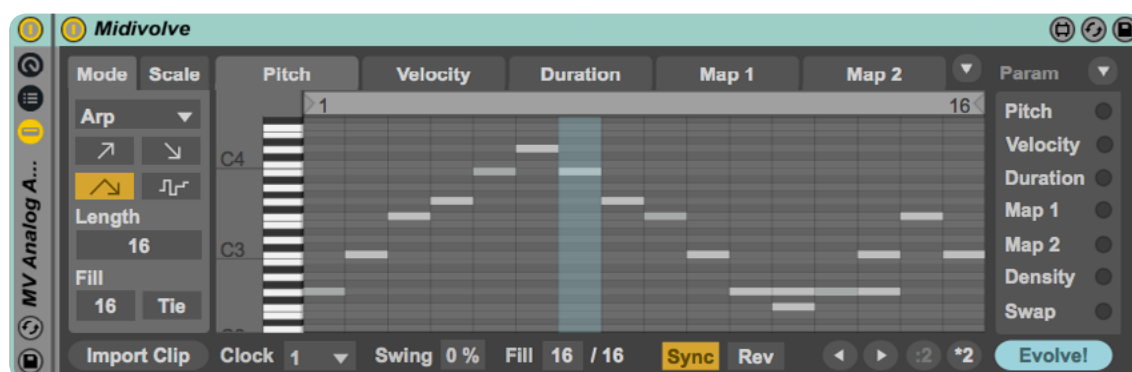 Midivolve
MV Analog A...
Mode Scale Pitch Velocity Duration Map 1 Map 2 Param
Arp
Length
16
Fill
16 Tie
1 16
C4
C3
Pitch
Velocity
Duration
Map 1
Map 2
Density
Swap
Import Clip Clock 1 Swing 0 % Fill 16 / 16 Sync Rev :2 *2 Evolve!